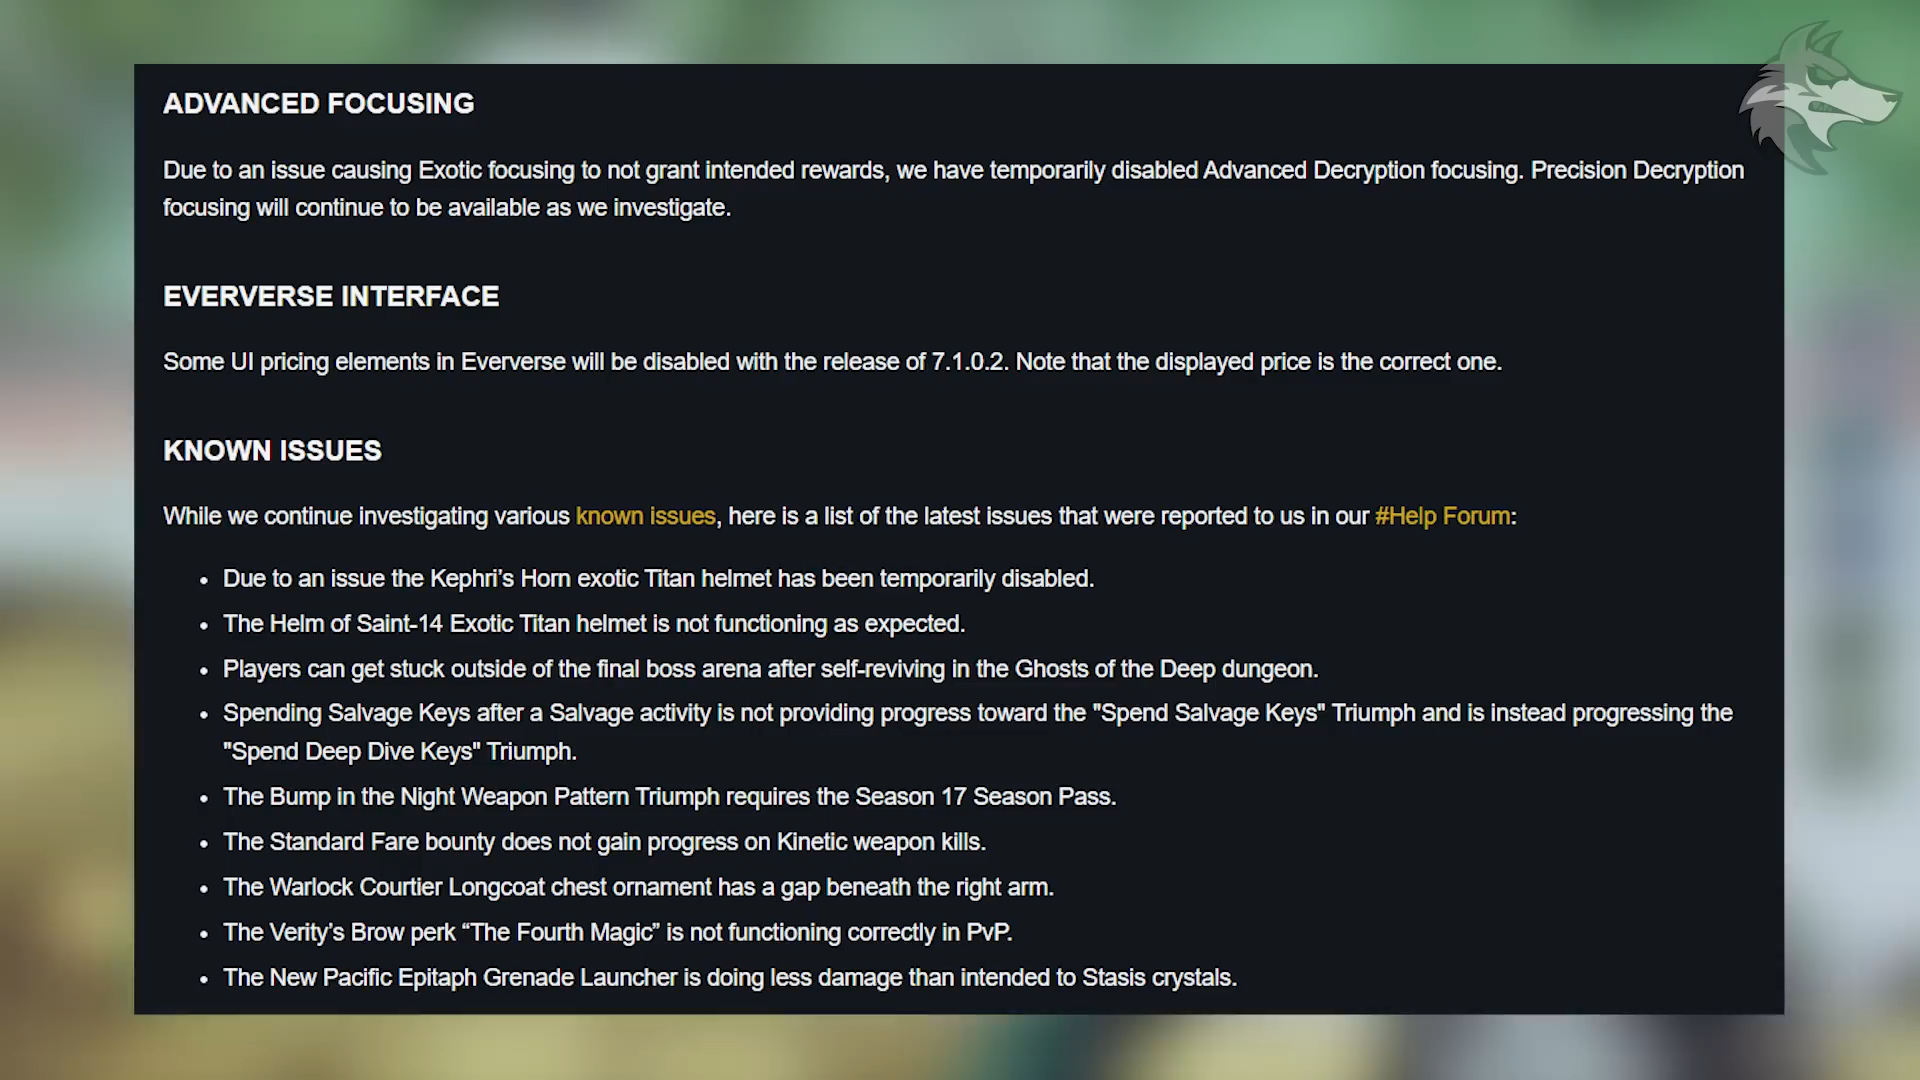 ADVANCED FOCUSING
Due to an issue causing Exotic focusing to not grant intended rewards, we have temporarily disabled Advanced Decryption focusing. Precision Decryption
focusing will continue to be available as we investigate.
EVERVERSE INTERFACE
Some UI pricing elements in Eververse will be disabled with the release of 7.1.0.2. Note that the displayed price is the correct one.
KNOWN ISSUES
While we continue investigating various known issues, here is a list of the latest issues that were reported to us in our #Help Forum:
• Due to an issue the Kephri’s Horn exotic Titan helmet has been temporarily disabled.
• The Helm of Saint-14 Exotic Titan helmet is not functioning as expected.
• Players can get stuck outside of the final boss arena after self-reviving in the Ghosts of the Deep dungeon.
• Spending Salvage Keys after a Salvage activity is not providing progress toward the "Spend Salvage Keys" Triumph and is instead progressing the
"Spend Deep Dive Keys" Triumph.
• The Bump in the Night Weapon Pattern Triumph requires the Season 17 Season Pass.
• The Standard Fare bounty does not gain progress on Kinetic weapon kills.
• The Warlock Courtier Longcoat chest ornament has a gap beneath the right arm.
• The Verity’s Brow perk “The Fourth Magic” is not functioning correctly in PvP.
• The New Pacific Epitaph Grenade Launcher is doing less damage than intended to Stasis crystals.